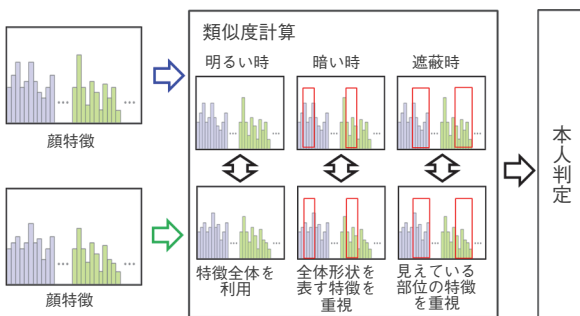 類似度計算
明るい時
暗い時
遮蔽時
…
…
…
…
…
…
…
…
顔特徴
…
…
…
…
…
…
…
…
特徴全体を
利用
全体形状を
表す特徴を
重視
見えている
部位の特徴
を重視
顔特徴
本人判定